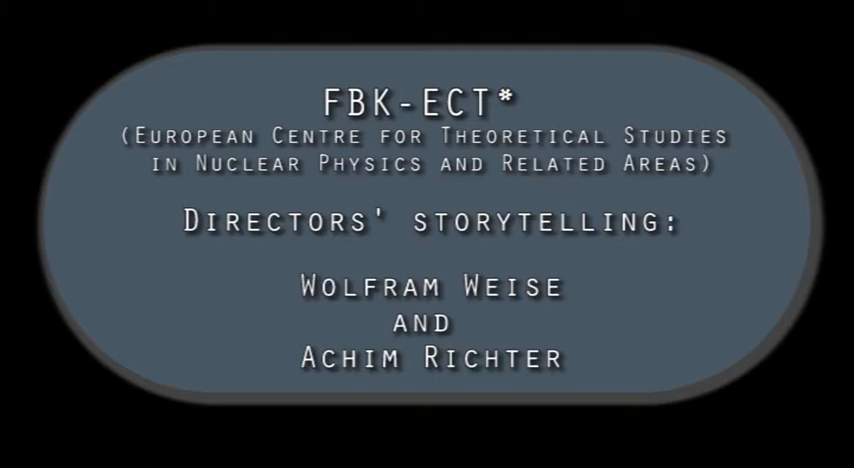 FBK-ECT*
(European Centre for Theoretical Studies
in Nuclear Physics and Related Areas)
Directors' storytelling:
Wolfram Weise
and
Achim Richter